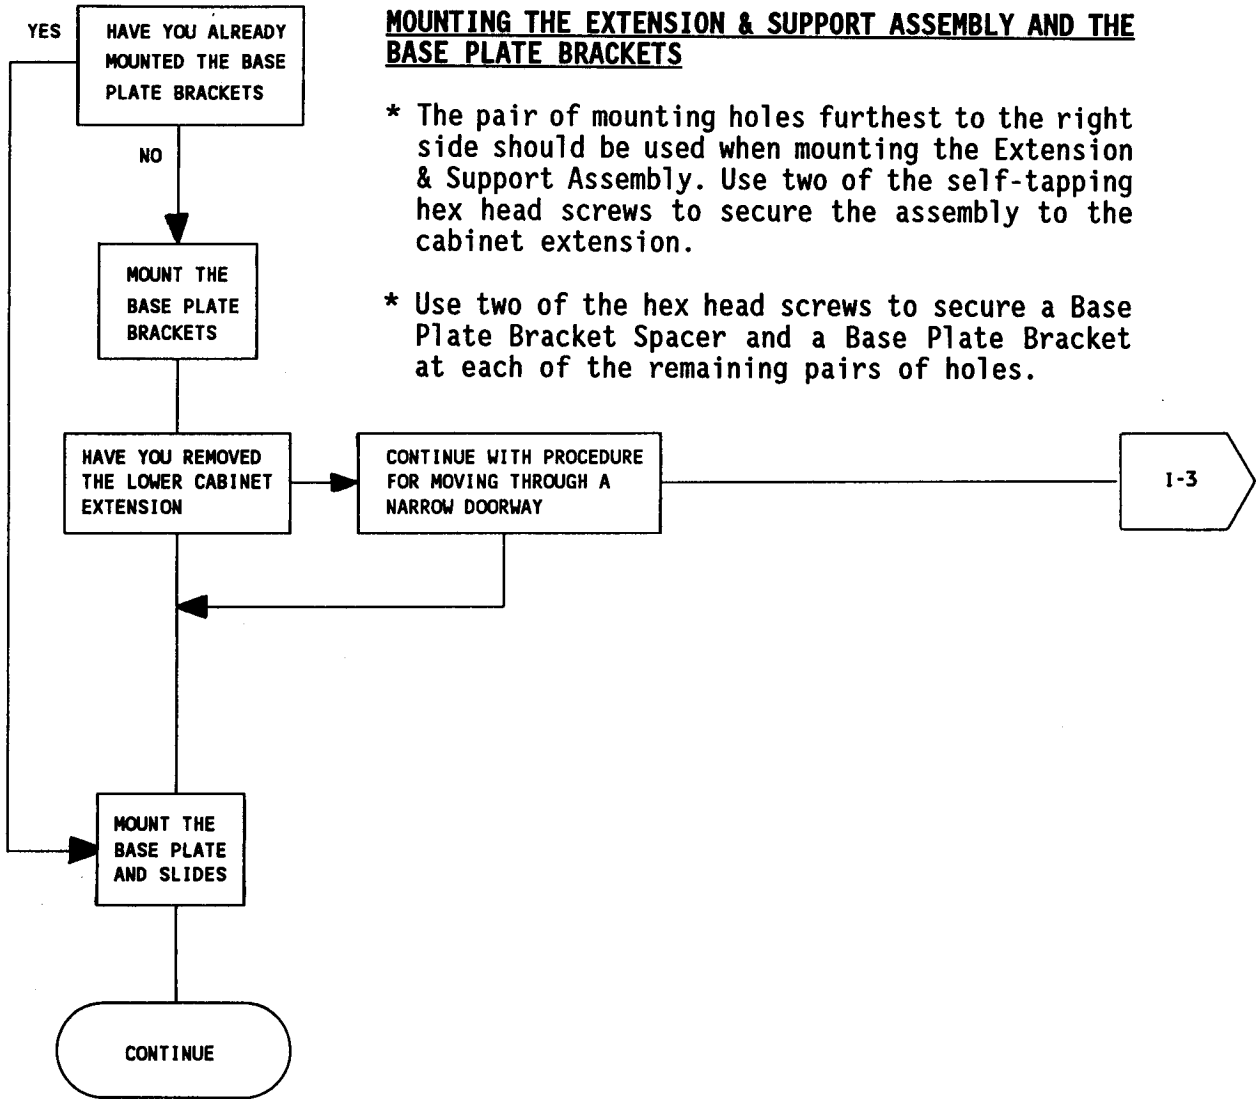 YES
HAVE YOU ALREADY
MOUNTED THE BASE
PLATE BRACKETS
NO
MOUNTING THE EXTENSION & SUPPORT ASSEMBLY AND THE
BASE PLATE BRACKETS
* The pair of mounting holes furthest to the right
side should be used when mounting the Extension
& Support Assembly. Use two of the self-tapping
hex head screws to secure the assembly to the
cabinet extension.
* Use two of the hex head screws to secure a Base
Plate Bracket Spacer and a Base Plate Bracket
at each of the remaining pairs of holes.
MOUNT THE
BASE PLATE
BRACKETS
HAVE YOU REMOVED
THE LOWER CABINET
EXTENSION
CONTINUE WITH PROCEDURE
FOR MOVING THROUGH A
NARROW DOORWAY
I-3
MOUNT THE
BASE PLATE
AND SLIDES
CONTINUE